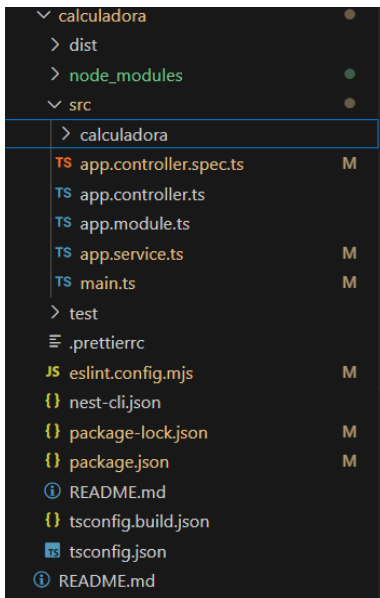 calculadora
dist
node_modules
src
calculadora
TS app.controller.spec.ts M
TS app.controller.ts
TS app.module.ts
TS app.service.ts M
TS main.ts M
test
.prettierrc
JS eslint.config.mjs M
{} nest-cli.json
{} package-lock.json M
{} package.json M
README.md
{} tsconfig.build.json
TS tsconfig.json
README.md